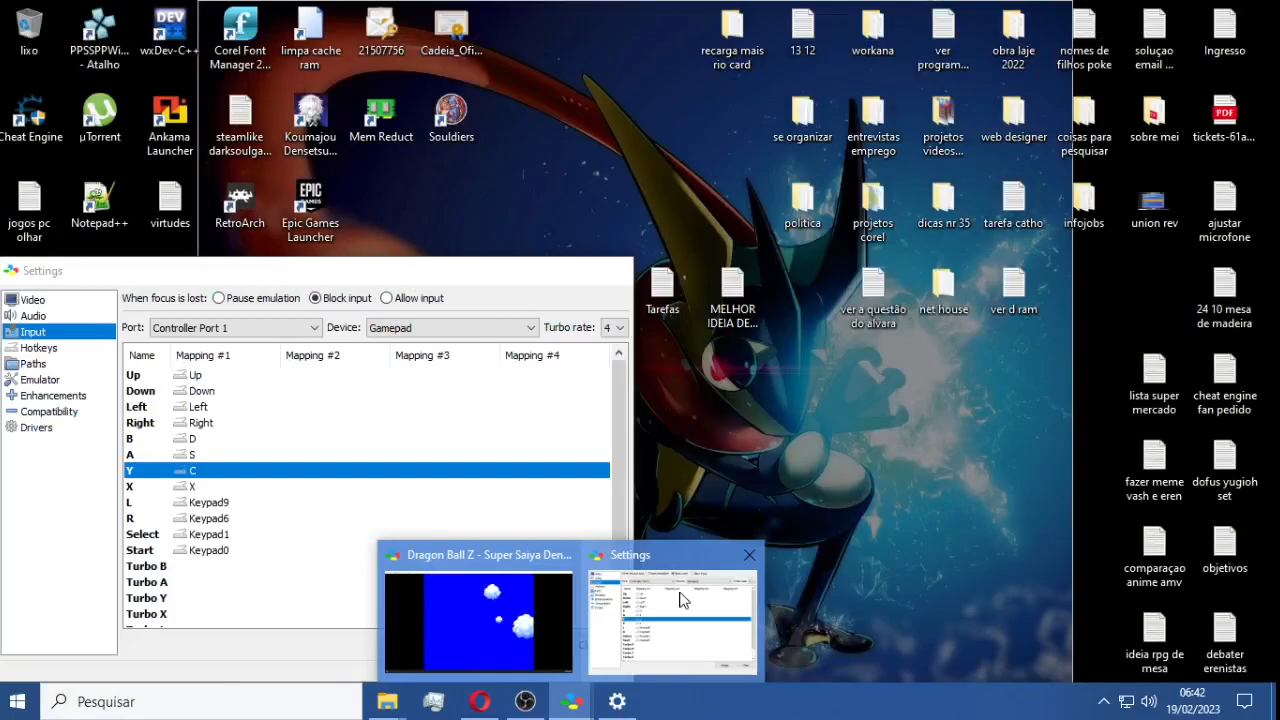 lixo
PPSSPPWi...
- Atalho
wxDev-C++
Corel Font
Manager 2...
limpa cache
ram
21507756
Cadeia_Ofi...
recarga mais
rio card
13 12
workana
ver
program...
obra laje
2022
nomes de
filhos poke
soluçao
email ...
Ingresso
Cheat Engine
µTorrent
Ankama
Launcher
steamlike
darksoulga...
Koumajou
Densetsu...
Mem Reduct
Souldiers
se organizar
entrevistas
emprego
projetos
videos...
web designer
coisas para
pesquisar
sobre mei
PDF
tickets-61a...
jogos pc
olhar
Notepad++
virtudes
RetroArch
EPIC
GAMES
Epic Games
Launcher
politica
projetos
corel
dicas nr 35
tarefa catho
infojobs
union rev
ajustar
microfone
Tarefas
MELHOR
IDEIA DE...
ver a questão
do alvara
net house
ver d ram
24 10 mesa
de madeira
lista super
mercado
cheat engine
fan pedido
fazer meme
vash e eren
dofus yugioh
set
comparaçao
anime amv
objetivos
ideia rpg de
mesa
debater
erenistas
Settings
Video
Audio
Input
Hotkeys
Paths
Emulator
Enhancements
Compatibility
Drivers
When focus is lost: Pause emulation Block input Allow input
Port: Controller Port 1 Device: Gamepad Turbo rate: 4
Name Mapping #1 Mapping #2 Mapping #3 Mapping #4
Up Up
Down Down
Left Left
Right Right
B D
A S
Y C
X X
L Keypad9
R Keypad6
Select Keypad1
Start Keypad0
Turbo B
Turbo A
Turbo Y
Turbo X
Dragon Ball Z - Super Saiya Den...
Settings
Pesquisar
06:42
19/02/2023